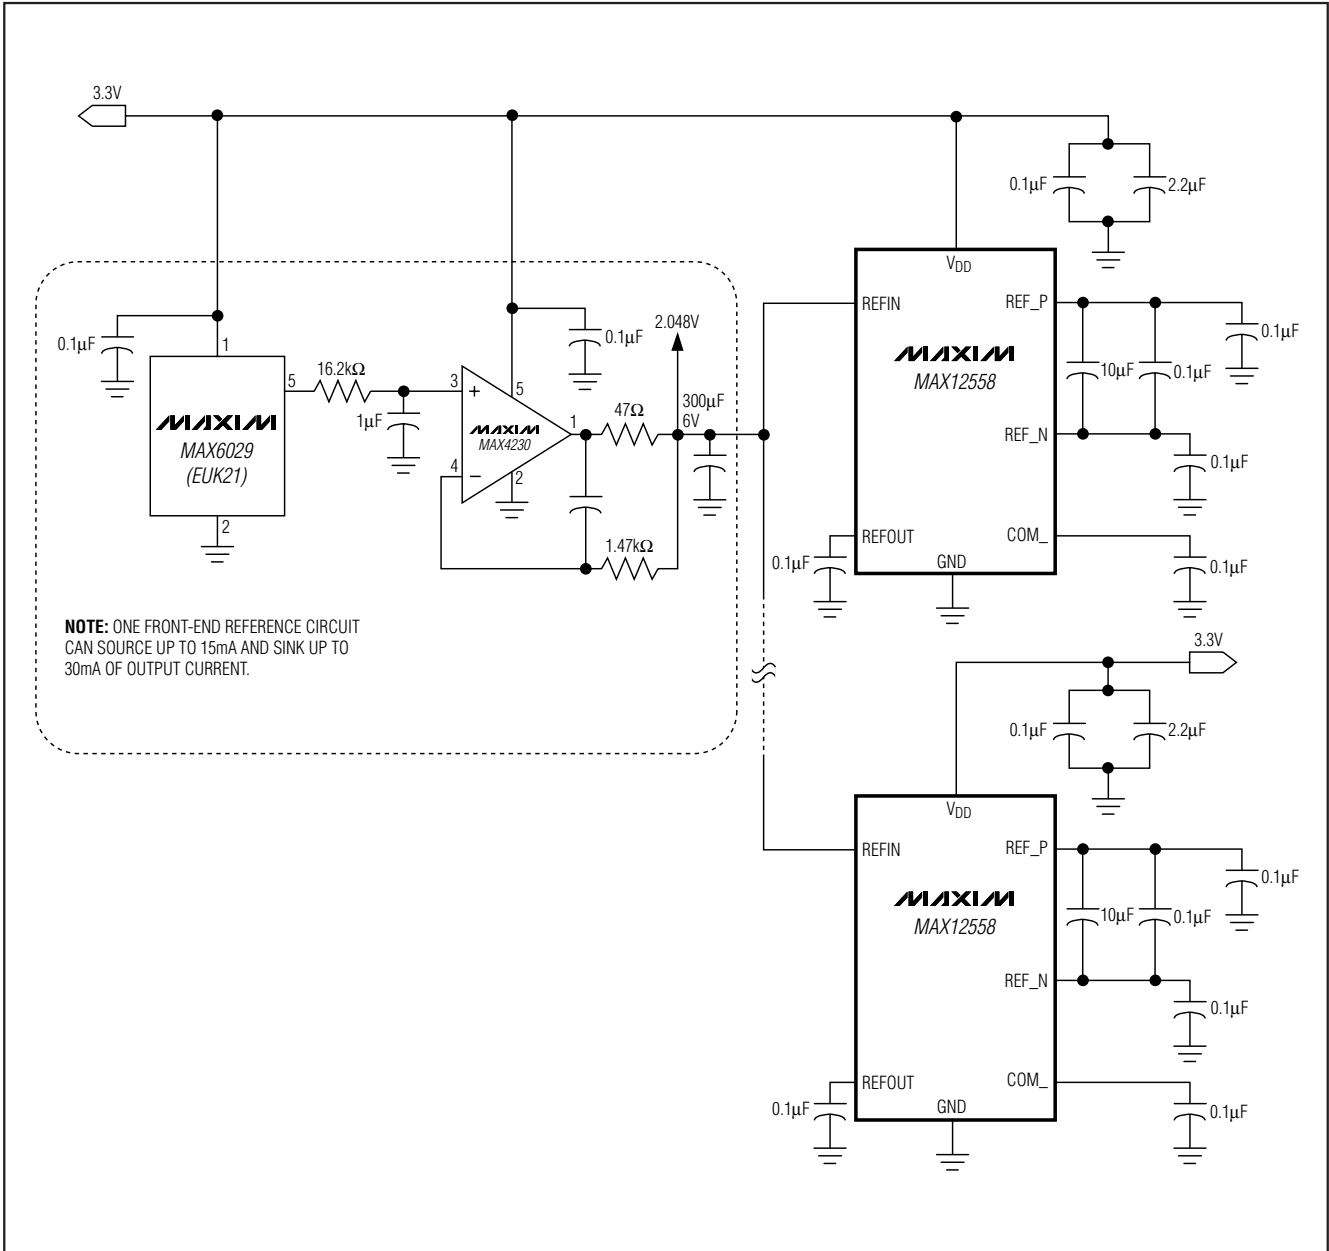 3.3V
0.1µF
2.2µF
VDD
REFIN
REF_P
0.1µF
2.048V
0.1µF
0.1µF
1
16.2kΩ
5
3
+
5
MAXIM
MAX12558
10µF
0.1µF
300µF
6V
47Ω
1µF
MAXIM
MAX6029
(EUK21)
MAXIM
MAX4230
1
REF_N
4
−
2
0.1µF
2
1.47kΩ
REFOUT
COM_
0.1µF
GND
0.1µF
NOTE: ONE FRONT-END REFERENCE CIRCUIT
CAN SOURCE UP TO 15mA AND SINK UP TO
30mA OF OUTPUT CURRENT.
3.3V
0.1µF
2.2µF
VDD
REFIN
REF_P
0.1µF
MAXIM
MAX12558
10µF
0.1µF
REF_N
0.1µF
REFOUT
COM_
0.1µF
GND
0.1µF